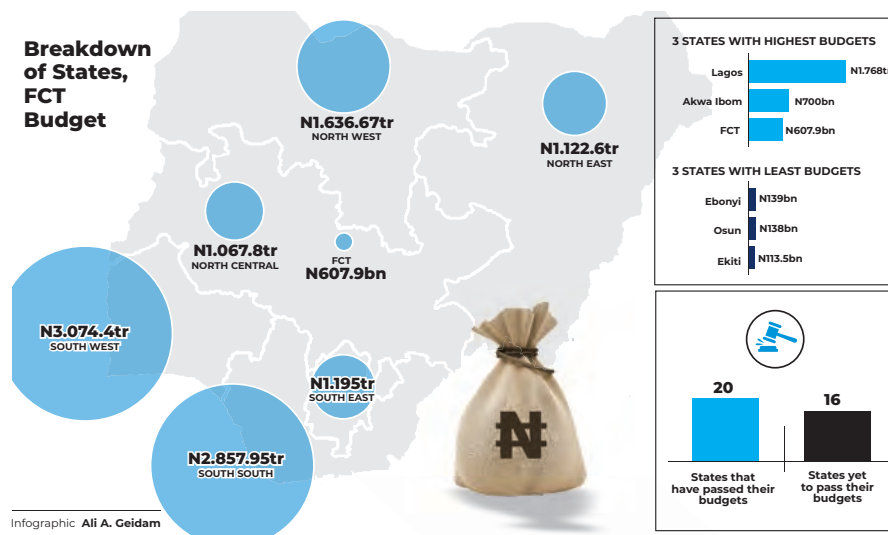 Breakdown
of States,
FCT
Budget
N1.636.67tr
NORTH WEST
N1.122.6tr
NORTH EAST
N1.067.8tr
NORTH CENTRAL
FCT
N607.9bn
N3.074.4tr
SOUTH WEST
N1.195tr
SOUTH EAST
N2.857.95tr
SOUTH SOUTH
Infographic Ali A. Geidam
3 STATES WITH HIGHEST BUDGETS
Lagos N1.768tr
Akwa Ibom N700bn
FCT N607.9bn
3 STATES WITH LEAST BUDGETS
Ebonyi N139bn
Osun N138bn
Ekiti N113.5bn
20
16
States that
have passed their
budgets
States yet
to pass their
budgets